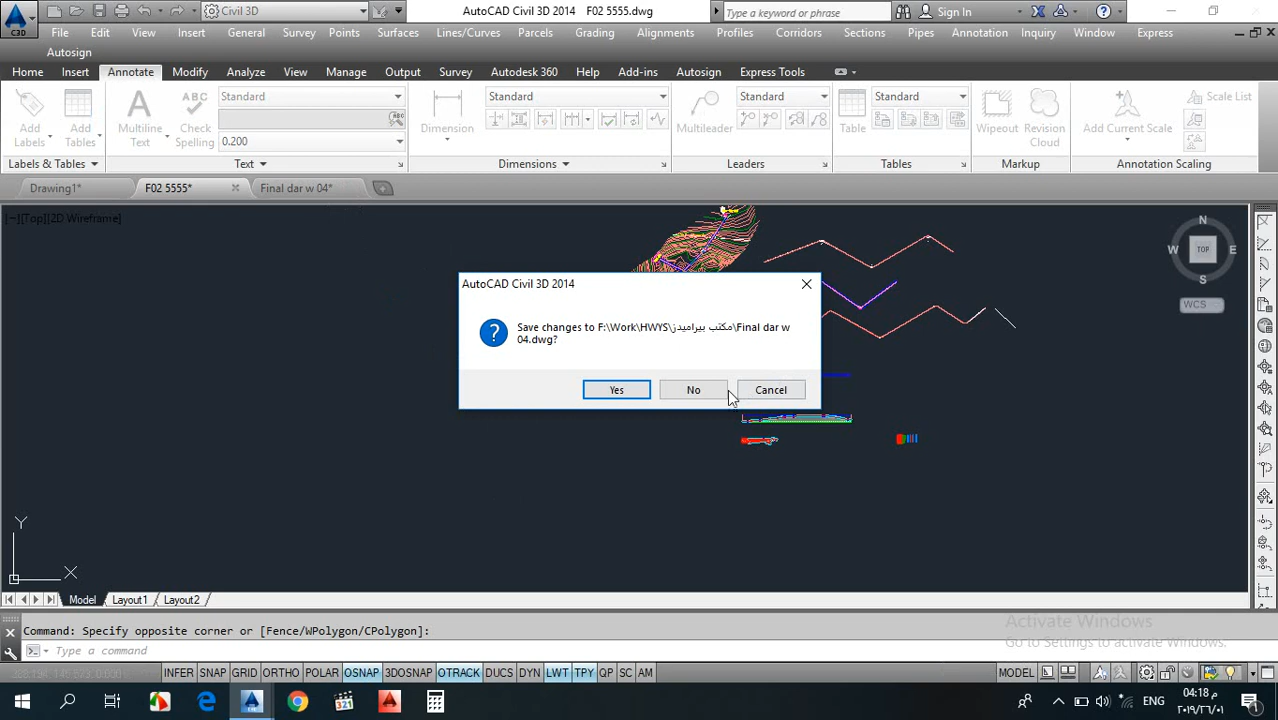 Civil 3D
AutoCAD Civil 3D 2014 F02 5555.dwg
Type a keyword or phrase
Sign In
C3D
File Edit View Insert General Survey Points Surfaces Lines/Curves Parcels Grading Alignments Profiles Corridors Sections Pipes Annotation Inquiry Window Express
Autosign
Home Insert Annotate Modify Analyze View Manage Output Survey Autodesk 360 Help Add-ins Autosign Express Tools
Standard Standard Standard Standard Scale List
ABC
Add Labels Add Tables Multiline Text Check Spelling 0.200 Dimension Multileader Table Wipeout Revision Cloud Add Current Scale
Labels & Tables Text Dimensions Leaders Tables Markup Annotation Scaling
Drawing1* F02 5555* Final dar w 04*
[−][Top][2D Wireframe]
N
W TOP E
S
WCS
AutoCAD Civil 3D 2014
Save changes to F:\Work\HWYS\مكتب بيراميدز\Final dar w
04.dwg?
Yes No Cancel
Y
X
Model Layout1 Layout2
Activate Windows
Command: Specify opposite corner or [Fence/WPolygon/CPolygon]:
Go to Settings to activate Windows.
Type a command
INFER SNAP GRID ORTHO POLAR OSNAP 3DOSNAP OTRACK DUCS DYN LWT TPY QP SC AM MODEL
321
ENG
04:18 م